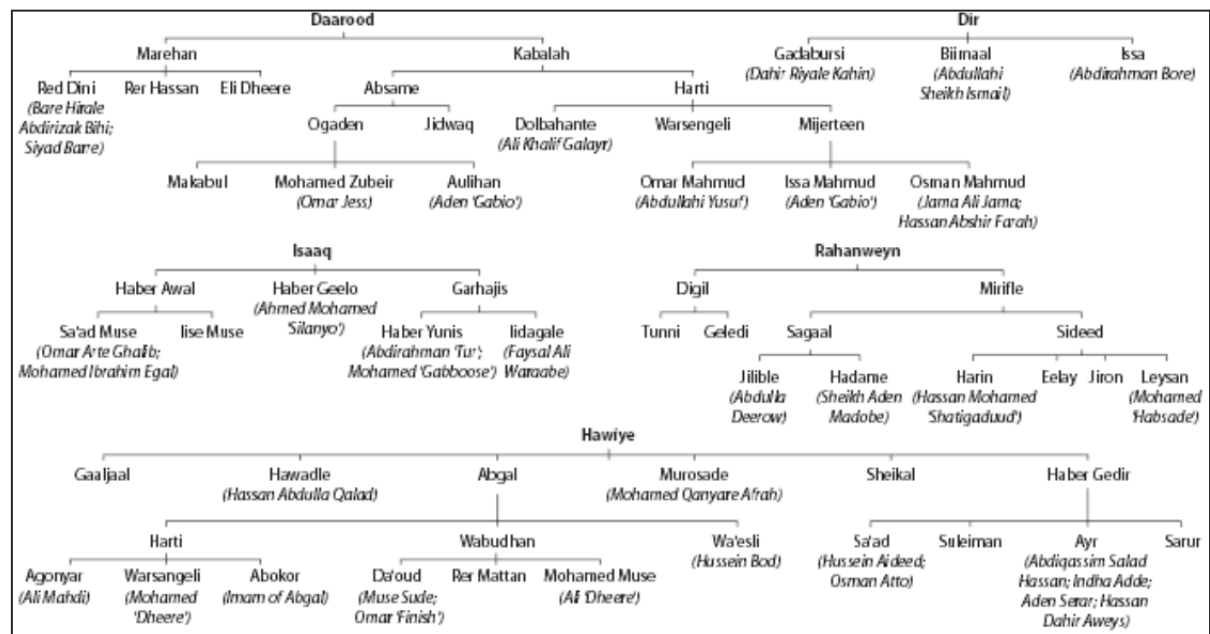 Daarood Dir
Marehan Kabalah Gadabursi Biimaal Issa
(Dahir Riyale Kahin) (Abdullahi (Abdirahman Bore)
Sheikh Ismail)
Red Dini Rer Hassan Eli Dheere Absame Harti
(Bare Hirale
Abdirizak Bihi;
Siyad Barre)
Ogaden Jidwaq Dolbahante Warsengeli Mijerteen
(Ali Khalif Galayr)
Makabul Mohamed Zubeir Aulihan Omar Mahmud Issa Mahmud Osman Mahmud
(Omar Jess) (Aden 'Gabio') (Abdullahi Yusuf) (Aden 'Gabio') (Jama Ali Jama;
Hassan Abshir Farah)
Isaaq Rahanweyn
Haber Awal Haber Geelo Garhajis Digil Mirifle
(Ahmed Mohamed
'Silanyo')
Sa'ad Muse Iise Muse Haber Yunis Iidagale Tunni Geledi Sagaal Sideed
(Omar Arte Ghalib; (Abdirahman 'Tur'; (Faysal Ali
Mohamed Ibrahim Egal) Mohamed 'Gabboose') Waraabe)
Jilible Hadame Harin Eelay Jiron Leysan
(Abdulla (Sheikh Aden (Hassan Mohamed (Mohamed
Deerow) Madobe) 'Shatigaduud') 'Habsade')
Hawiye
Gaaljaal Hawadle Abgal Murosade Sheikal Haber Gedir
(Hassan Abdulla Qalad) (Mohamed Qanyare Afrah)
Harti Wabudhan Wa'esli Sa'ad Suleiman Ayr Sarur
(Hussein Bod) (Hussein Aideed; (Abdiqassim Salad
Osman Atto) Hassan; Indha Adde;
Aden Serar; Hassan
Dahir Aweys)
Agonyar Warsangeli Abokor Da'oud Rer Mattan Mohamed Muse
(Ali Mahdi) (Mohamed (Imam of Abgal) (Muse Sude; (Ali 'Dheere')
'Dheere') Omar 'Finish')